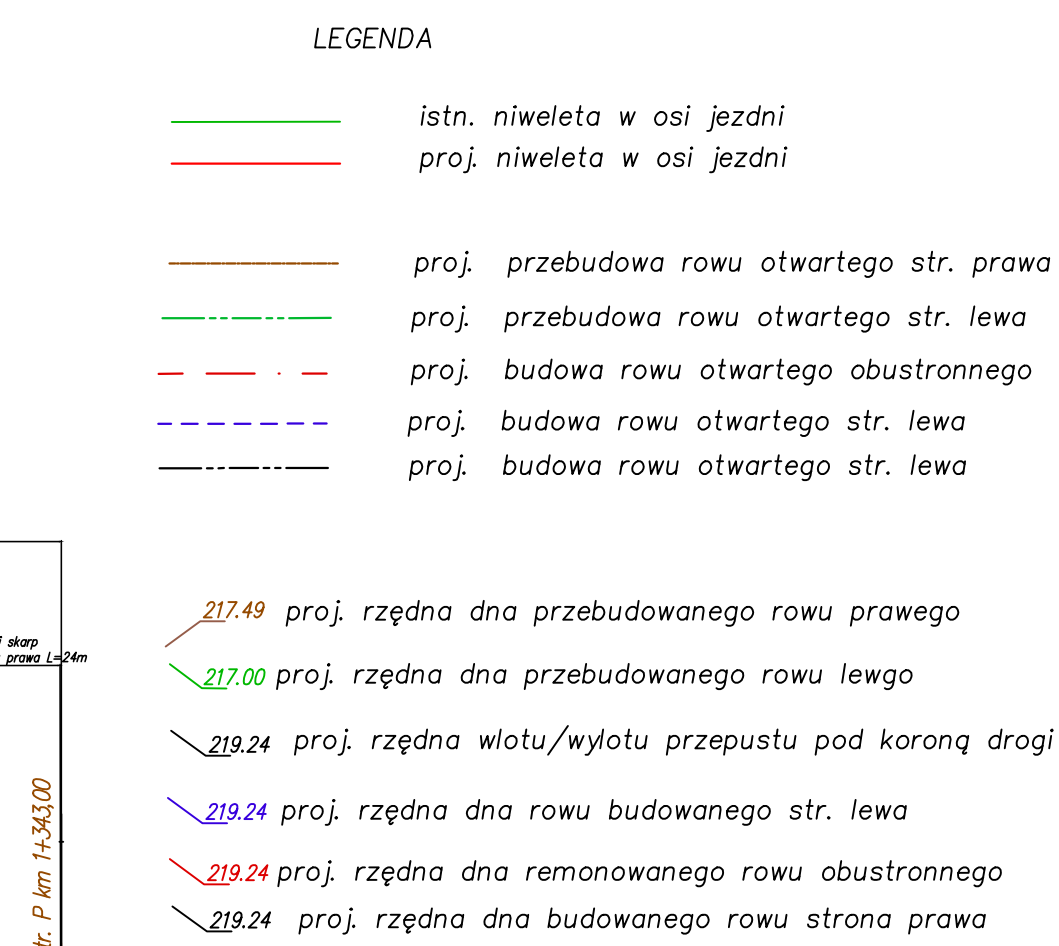 LEGENDA
istn. niweleta w osi jezdni
proj. niweleta w osi jezdni
proj. przebudowa rowu otwartego str. prawa
proj. przebudowa rowu otwartego str. lewa
proj. budowa rowu otwartego obustronnego
proj. budowa rowu otwartego str. lewa
proj. budowa rowu otwartego str. lewa
217.49 proj. rzędna dna przebudowanego rowu prawego
skarp
prawa L=24m
217.00 proj. rzędna dna przebudowanego rowu lewgo
219.24 proj. rzędna wlotu/wylotu przepustu pod koroną drogi
219.24 proj. rzędna dna rowu budowanego str. lewa
219.24 proj. rzędna dna remonowanego rowu obustronnego
219.24 proj. rzędna dna budowanego rowu strona prawa
P km 1+343,00